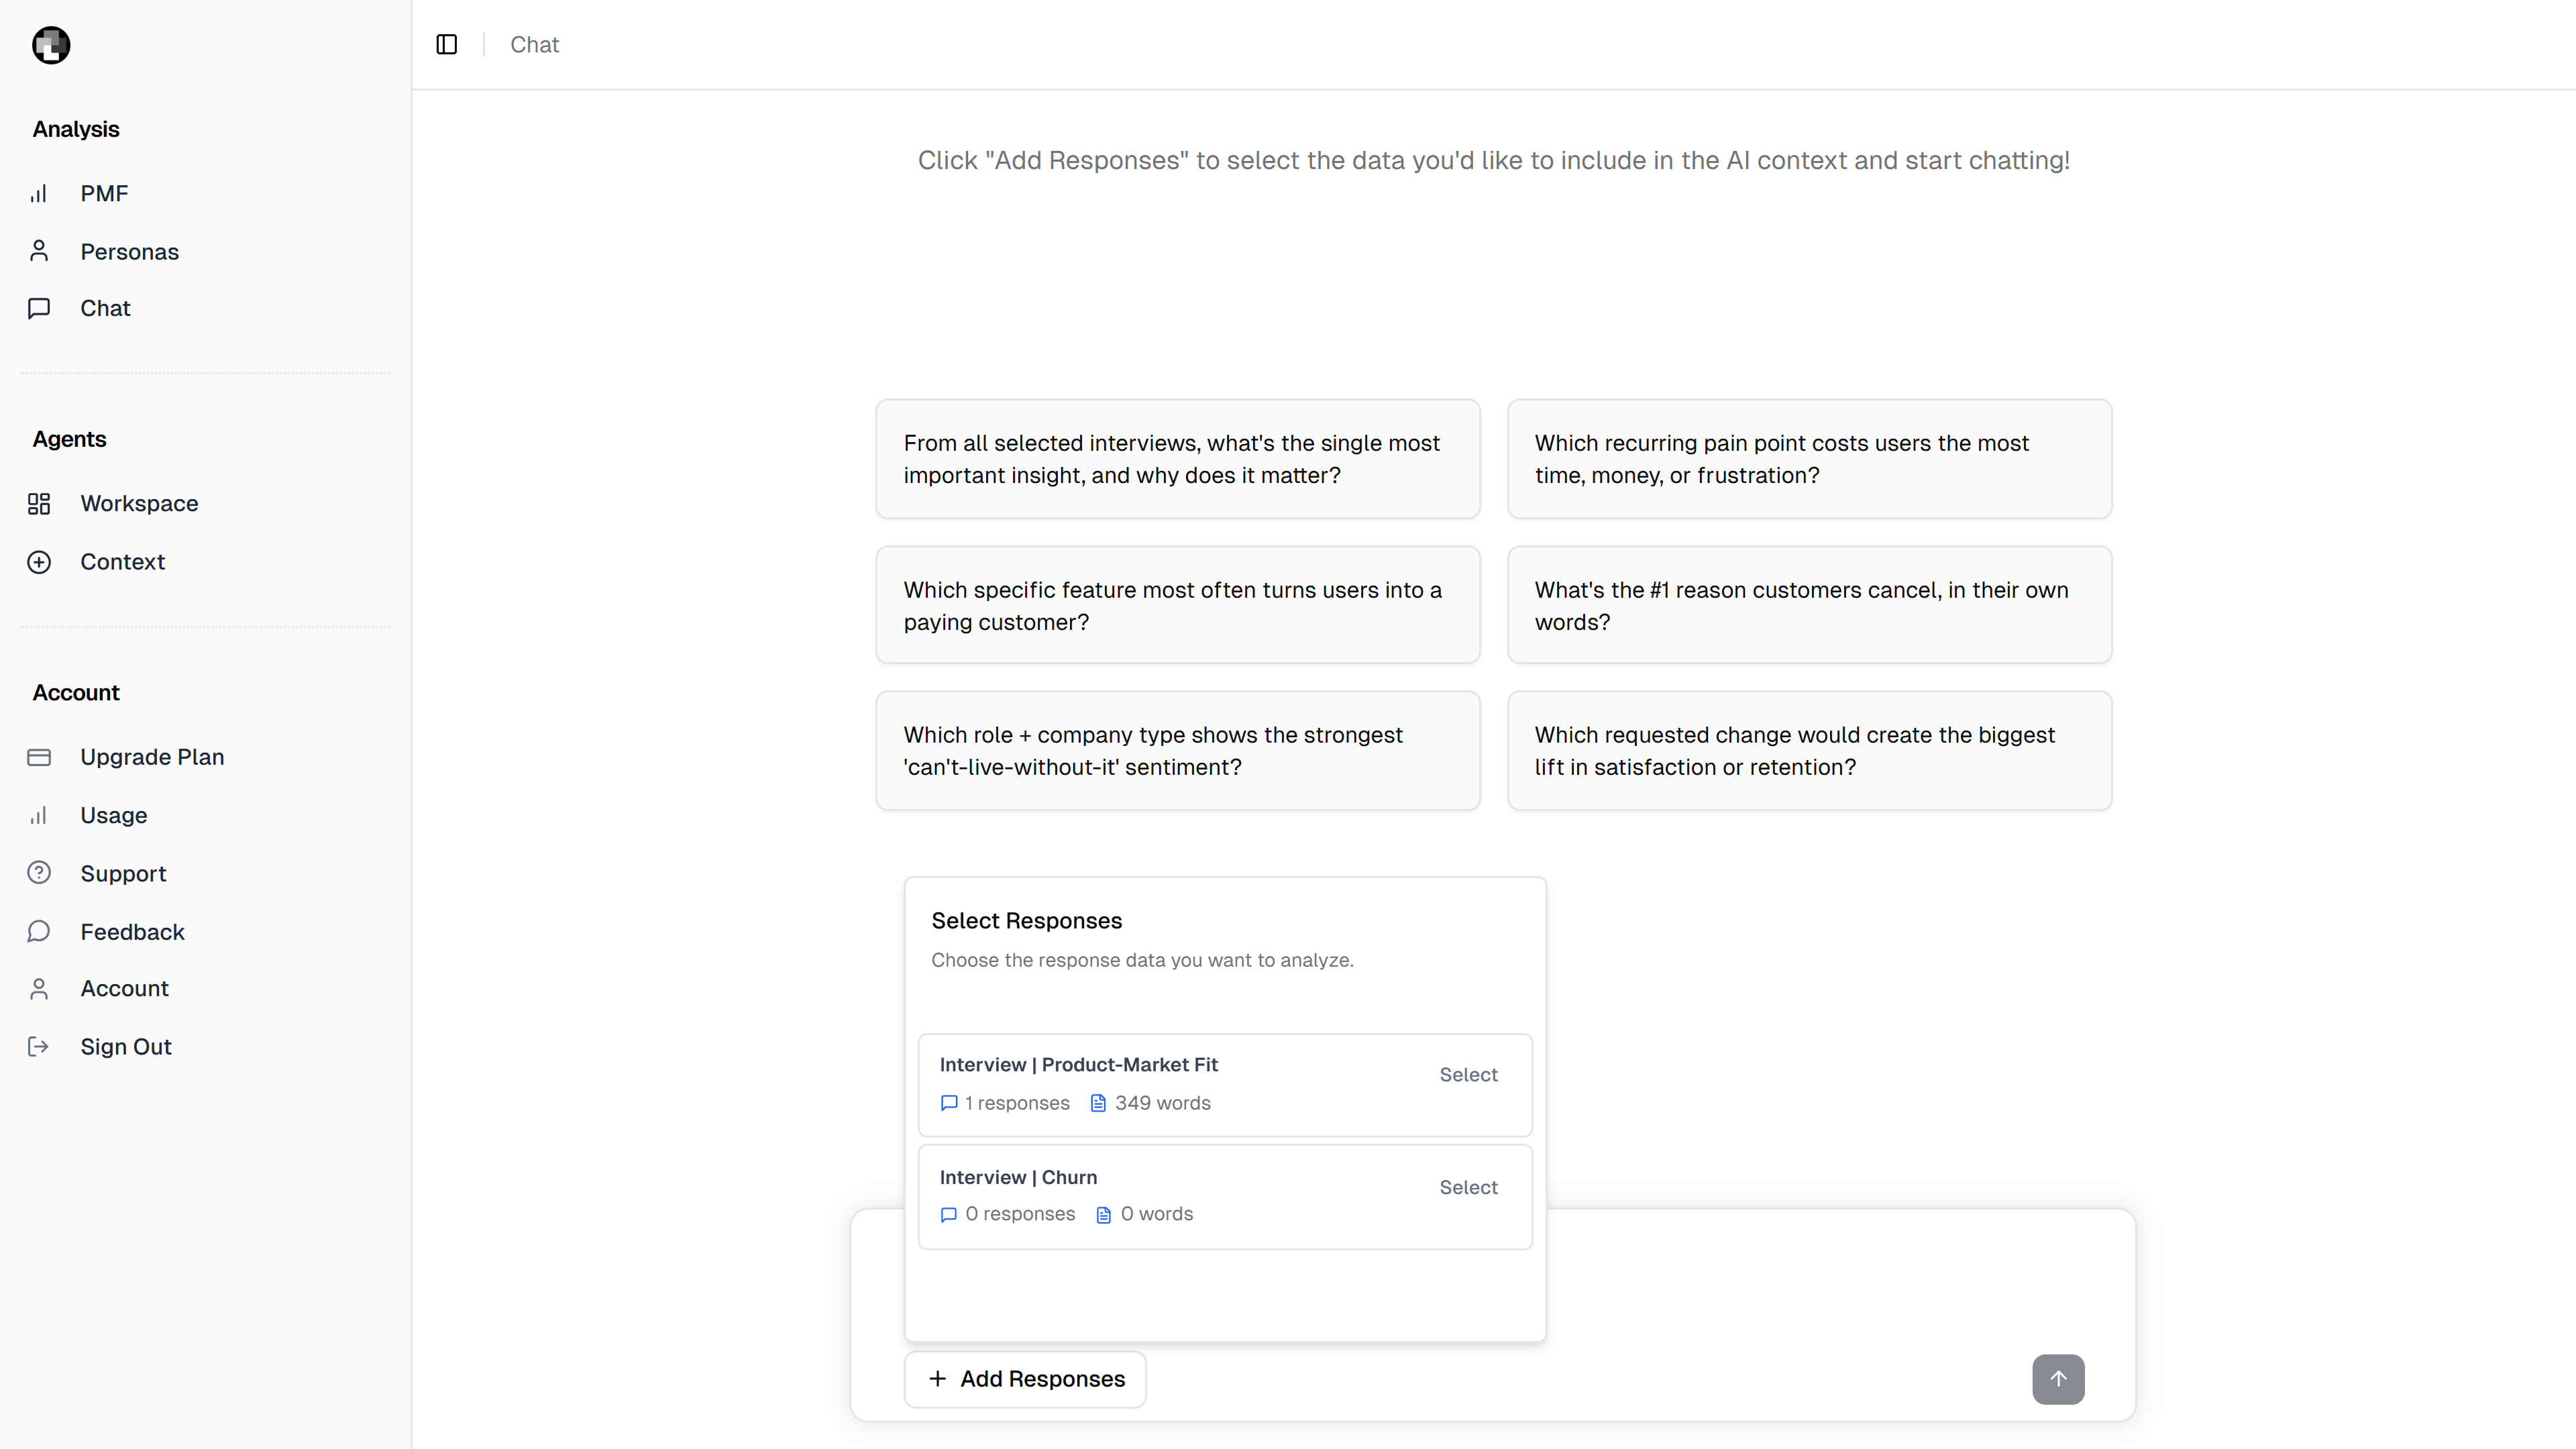 Analysis
PMF
Personas
Chat
Agents
Workspace
Context
Account
Upgrade Plan
Usage
Support
Feedback
Account
Sign Out
Chat
Click "Add Responses" to select the data you'd like to include in the AI context and start chatting!
From all selected interviews, what's the single most
important insight, and why does it matter?
Which recurring pain point costs users the most
time, money, or frustration?
Which specific feature most often turns users into a
paying customer?
What's the #1 reason customers cancel, in their own
words?
Which role + company type shows the strongest
'can't-live-without-it' sentiment?
Which requested change would create the biggest
lift in satisfaction or retention?
Select Responses
Choose the response data you want to analyze.
Interview | Product-Market Fit
Select
1 responses 349 words
Interview | Churn
Select
0 responses 0 words
Add Responses